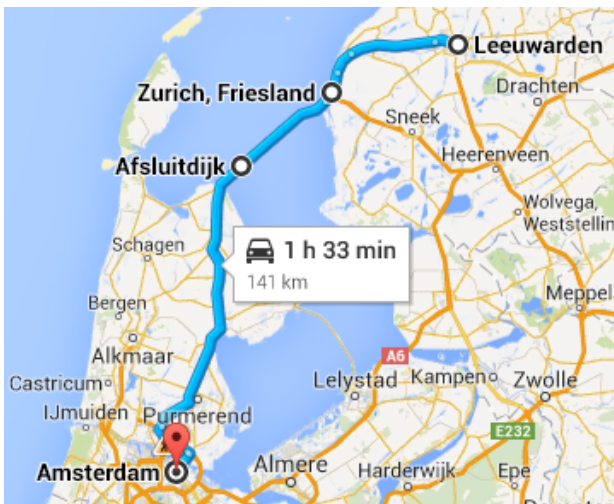 Leeuwarden
Zurich, Friesland
Drachten
Sneek
Afsluitdijk
Heerenveen
Wolvega,
Weststellin
Schagen
1 h 33 min
141 km
Bergen
Meppel
Alkmaar
A6
Castricum
Lelystad
Kampen
Zwolle
IJmuiden
Purmerend
E232
Amsterdam
Almere
Harderwijk
Epe